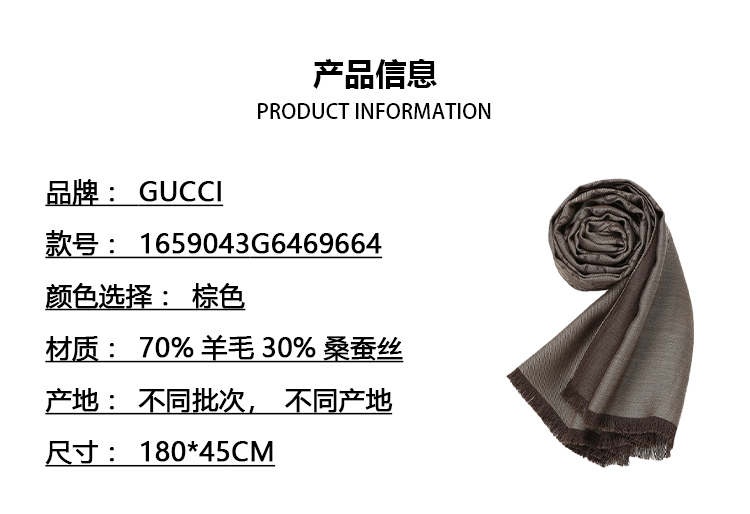 产品信息
PRODUCT INFORMATION
品牌： GUCCI
款号： 1659043G6469664
颜色选择： 棕色
材质： 70% 羊毛 30% 桑蚕丝
产地： 不同批次， 不同产地
尺寸： 180*45CM